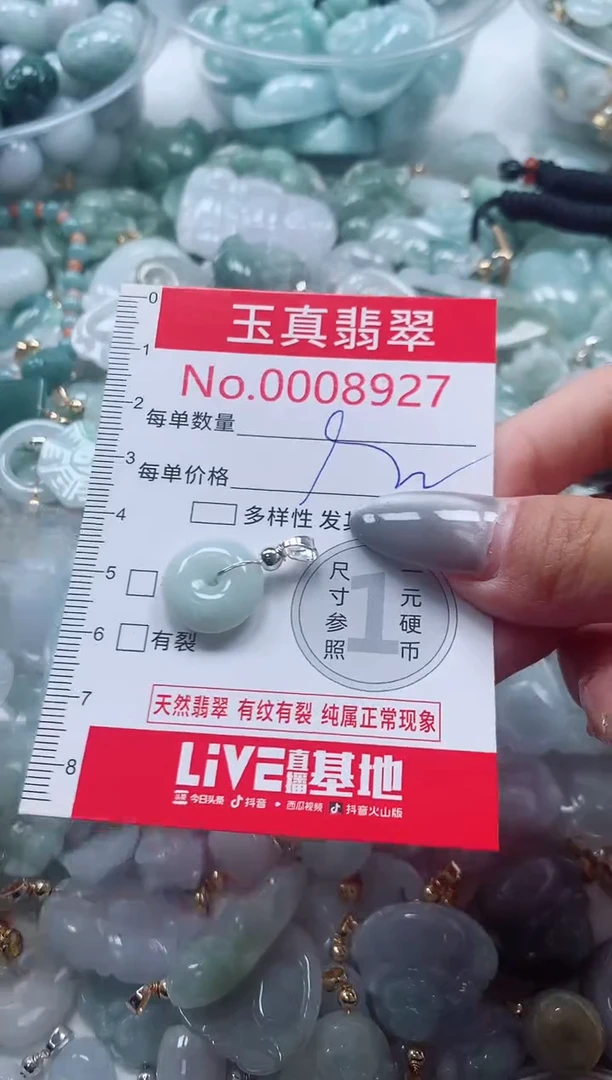 玉真翡翠
No.0008927
每单数量
每单价格
多样性 发
有裂
尺寸参照
1
元硬币
天然翡翠 有纹有裂 纯属正常现象
LiVE直播基地
头条 今日头条 抖音 西瓜视频 抖音火山版
0
1
2
3
4
5
6
7
8